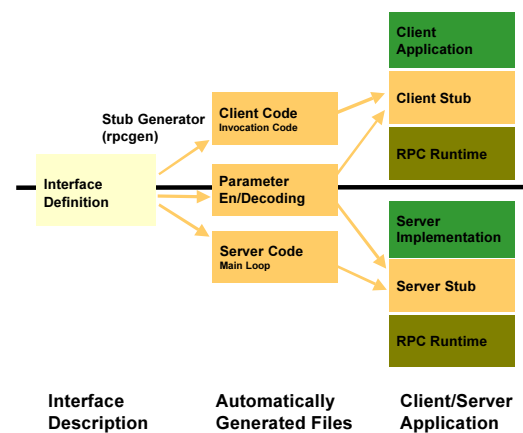 Client
Application
Stub Generator
(rpcgen)
Client Code
Invocation Code
Client Stub
RPC Runtime
Interface
Definition
Parameter
En/Decoding
Server
Implementation
Server Code
Main Loop
Server Stub
RPC Runtime
Interface
Description
Automatically
Generated Files
Client/Server
Application